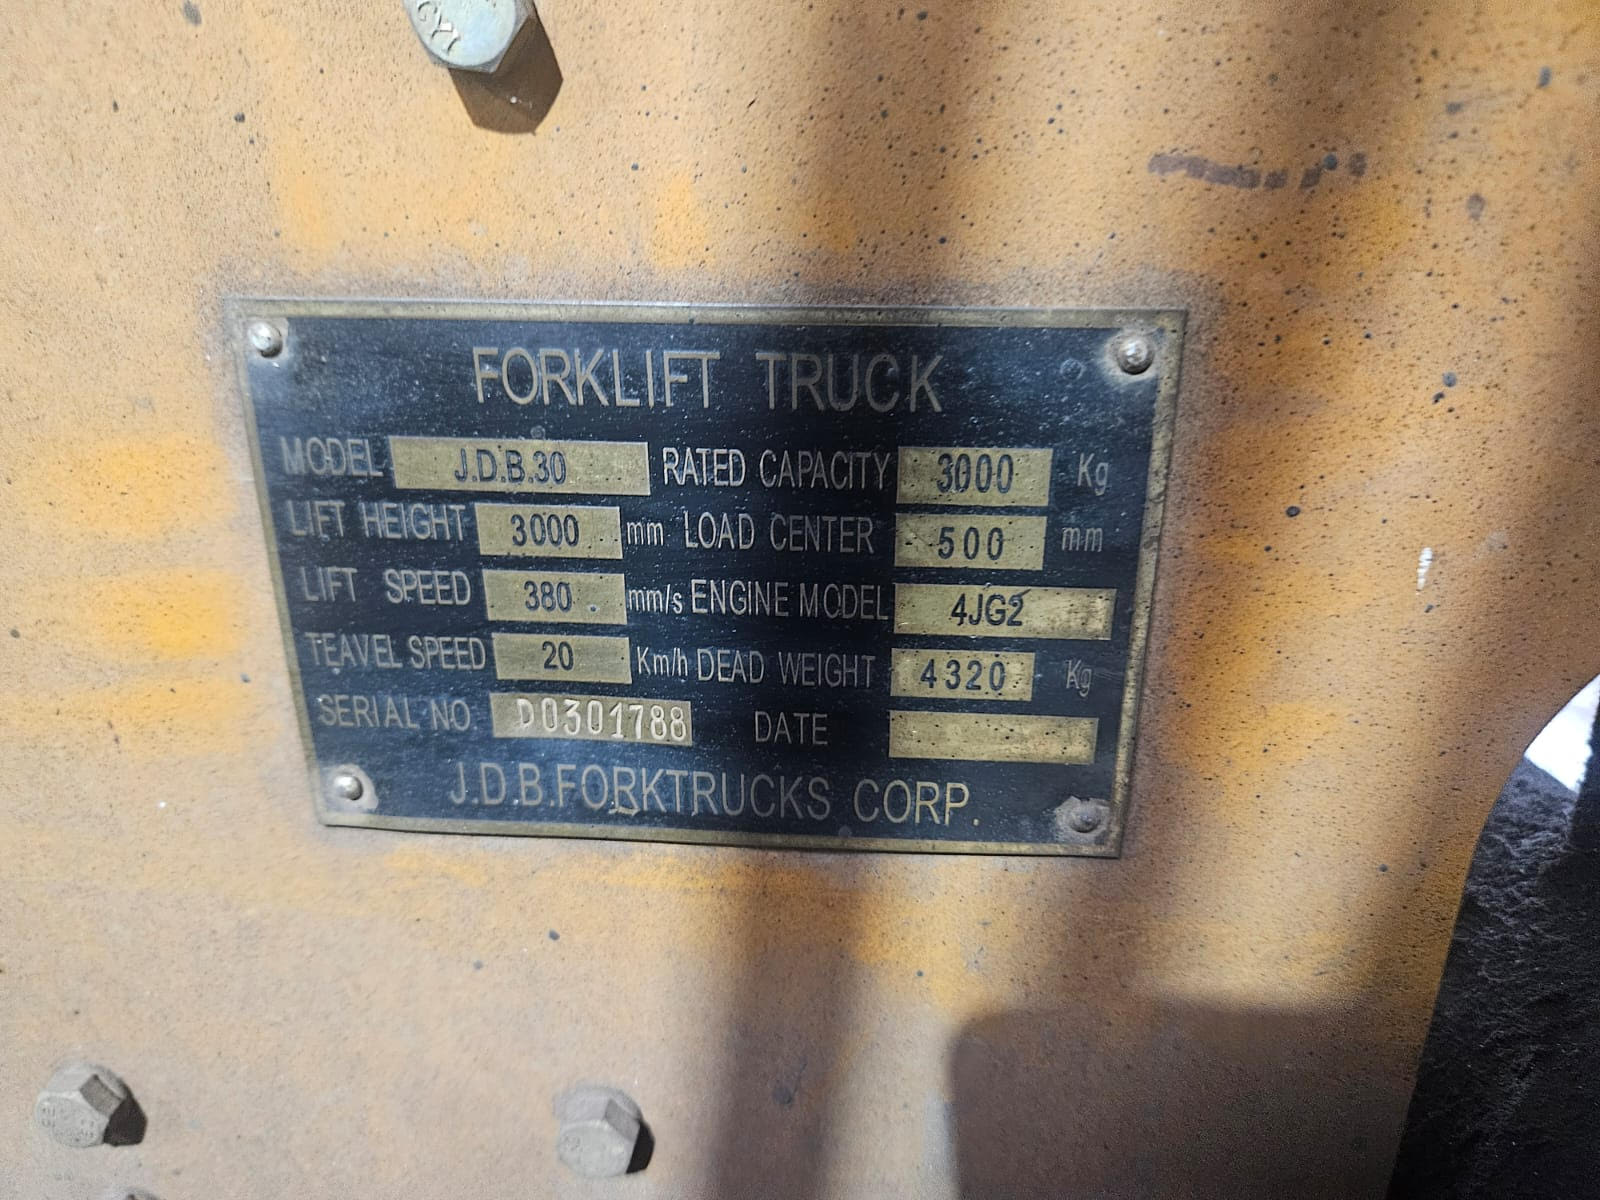 FORKLIFT TRUCK
MODEL J.D.B.30 RATED CAPACITY 3000 Kg
LIFT HEIGHT 3000 mm LOAD CENTER 500 mm
LIFT SPEED 380 mm/s ENGINE MODEL 4JG2
TEAVEL SPEED 20 Km/h DEAD WEIGHT 4320 Kg
SERIAL NO. D0301788 DATE
J.D.B.FORKTRUCKS CORP.